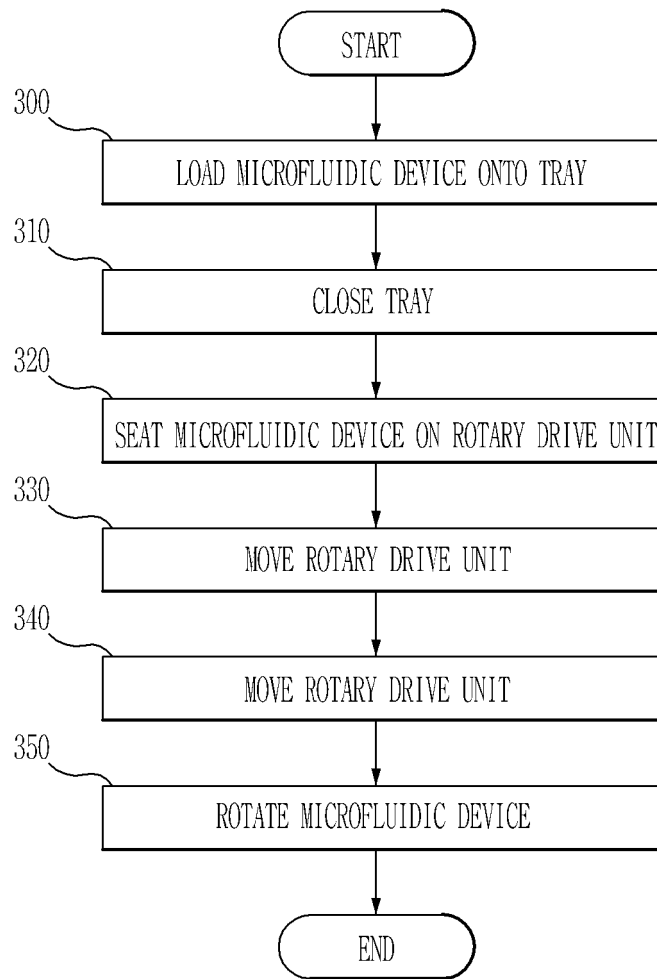 START
300
LOAD MICROFLUIDIC DEVICE ONTO TRAY
310
CLOSE TRAY
320
SEAT MICROFLUIDIC DEVICE ON ROTARY DRIVE UNIT
330
MOVE ROTARY DRIVE UNIT
340
MOVE ROTARY DRIVE UNIT
350
ROTATE MICROFLUIDIC DEVICE
END